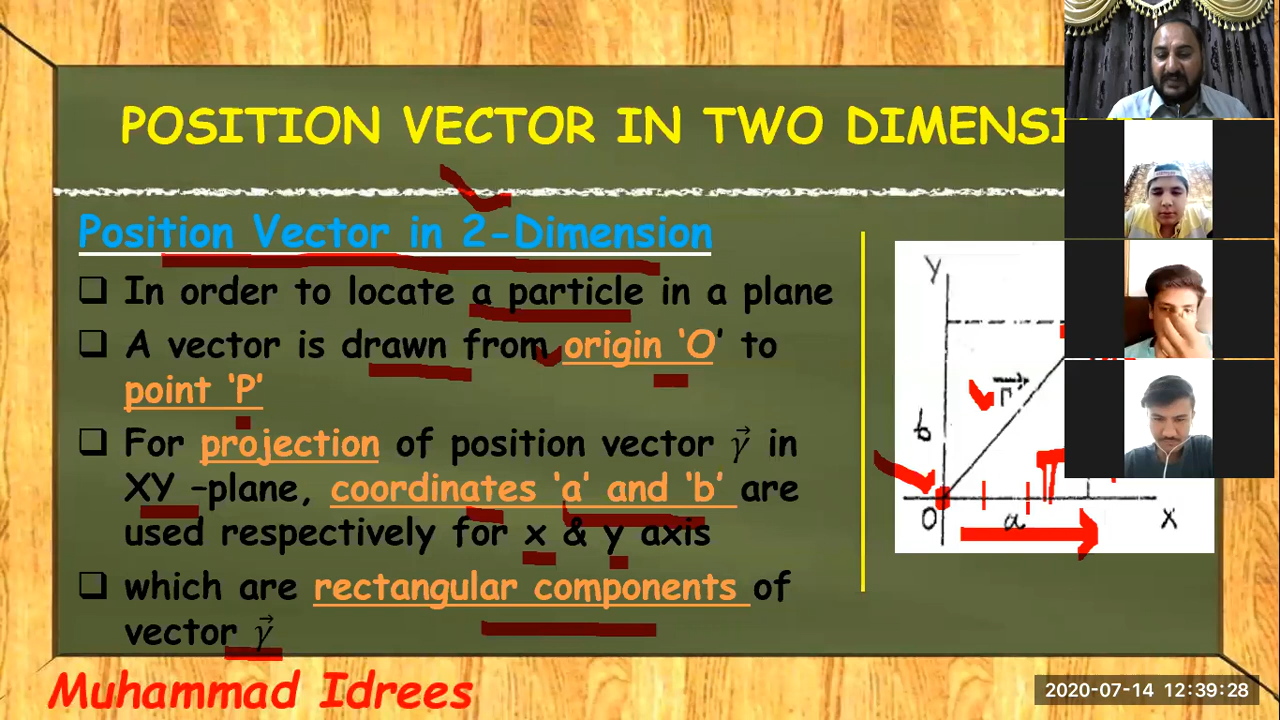 POSITION VECTOR IN TWO
Position Vector in 2-Dimension
❑ In order to locate a particle in a plane
❑ A vector is drawn from origin ‘O’ to
point ‘P’
❑ For projection of position vector γ⃗ in
XY –plane, coordinates ‘a’ and ‘b’ are
used respectively for x & y axis
❑ which are rectangular components of
vector γ⃗
Y
r⃗
b
O
a
X
Muhammad Idrees
2020-07-14 12:39:28